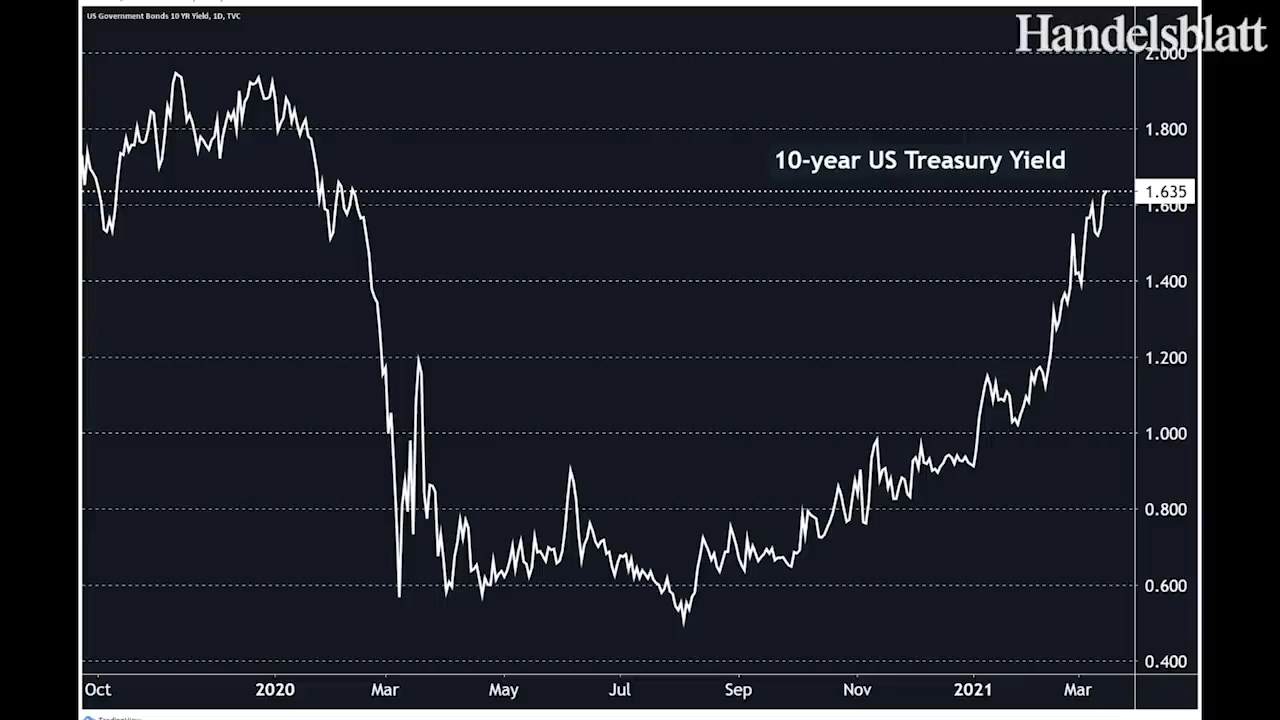 US Government Bonds 10 YR Yield, 1D, TVC
Handelsblatt
2.000
1.800
10-year US Treasury Yield
1.635
1.600
1.400
1.200
1.000
0.800
0.600
0.400
Oct 2020 Mar May Jul Sep Nov 2021 Mar
TradingView